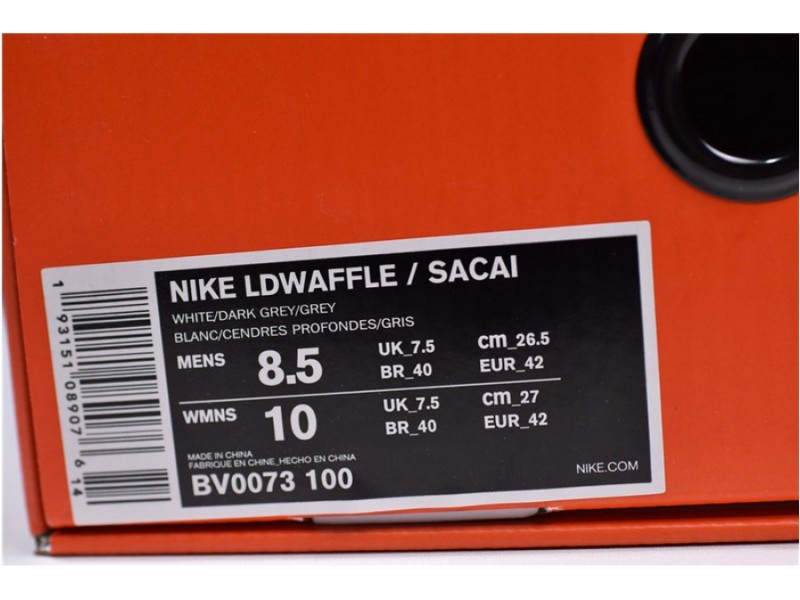 NIKE LDWAFFLE / SACAI
WHITE/DARK GREY/GREY
BLANC/CENDRES PROFONDES/GRIS
MENS 8.5 UK_7.5 cm_26.5
BR_40 EUR_42
WMNS 10 UK_7.5 cm_27
BR_40 EUR_42
MADE IN CHINA
FABRIQUE EN CHINE_HECHO EN CHINA
BV0073 100
NIKE.COM
1 93151 08907 6 14